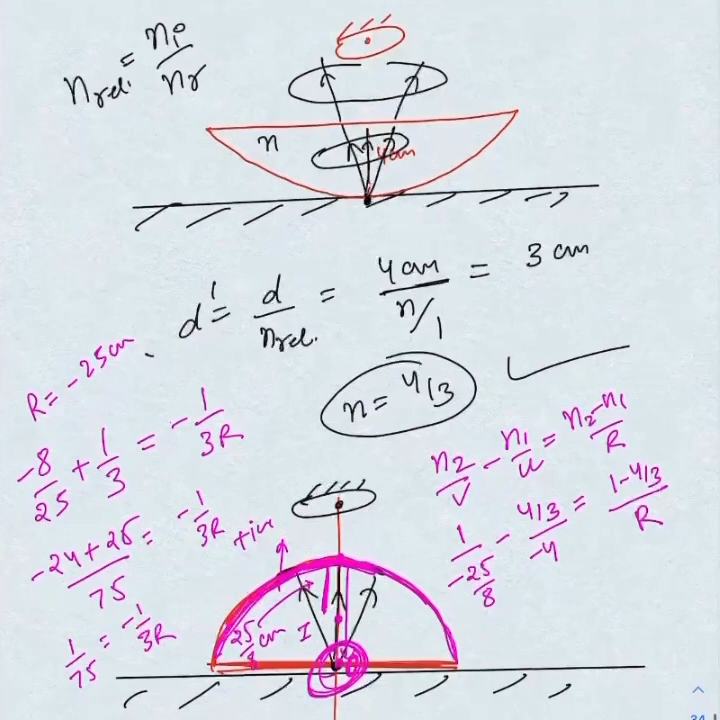 n_rel. = nᵢ/nr
n
4cm
d' = d/n_rel. = 4cm/(n/1) = 3 cm
n = 4/3
R = -25cm
-8/25 + 1/3 = -1/3R
(-24+25)/75 = -1/3R
1/75 = -1/3R
n₂/v - n₁/u = (n₂-n₁)/R
1/(-25/8) - (4/3)/(-4) = (1-4/3)/R
+ive
25/8 cm I